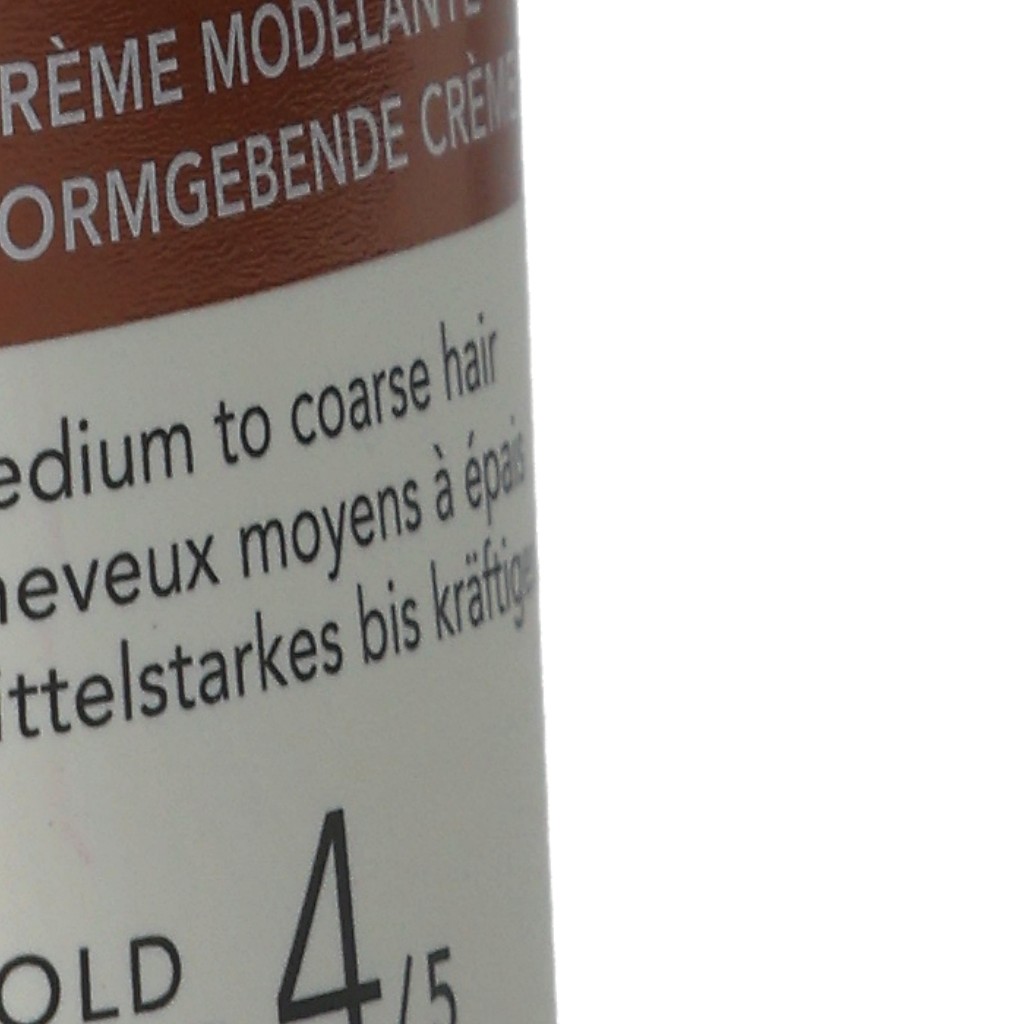 RÈME MODELANTE
ORMGEBENDE CRÈME
edium to coarse hair
heveux moyens à épais
ittelstarkes bis kräftige
OLD 4/5